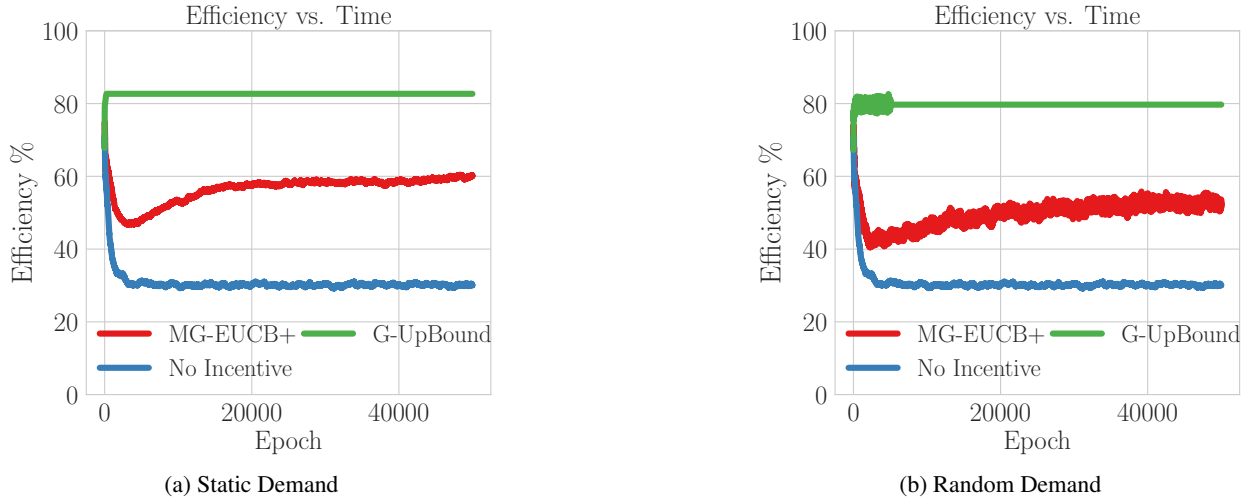 Efficiency vs. Time
100
80
60
40
20
0
Efficiency %
MG-EUCB+ G-UpBound
No Incentive
0 20000 40000
Epoch
(a) Static Demand
Efficiency vs. Time
100
80
60
40
20
0
Efficiency %
MG-EUCB+ G-UpBound
No Incentive
0 20000 40000
Epoch
(b) Random Demand